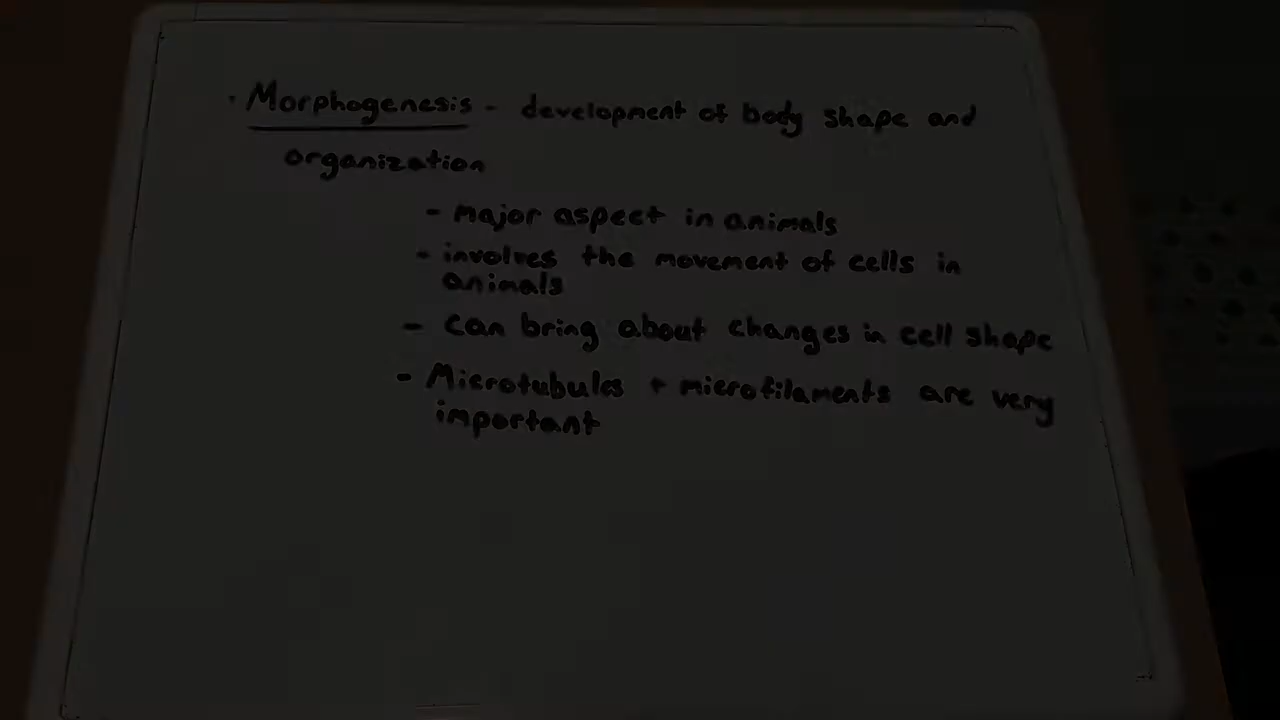 · Morphogenesis - development of body shape and
organization
- major aspect in animals
- involves the movement of cells in
animals
- can bring about changes in cell shape
- Microtubules + microfilaments are very
important